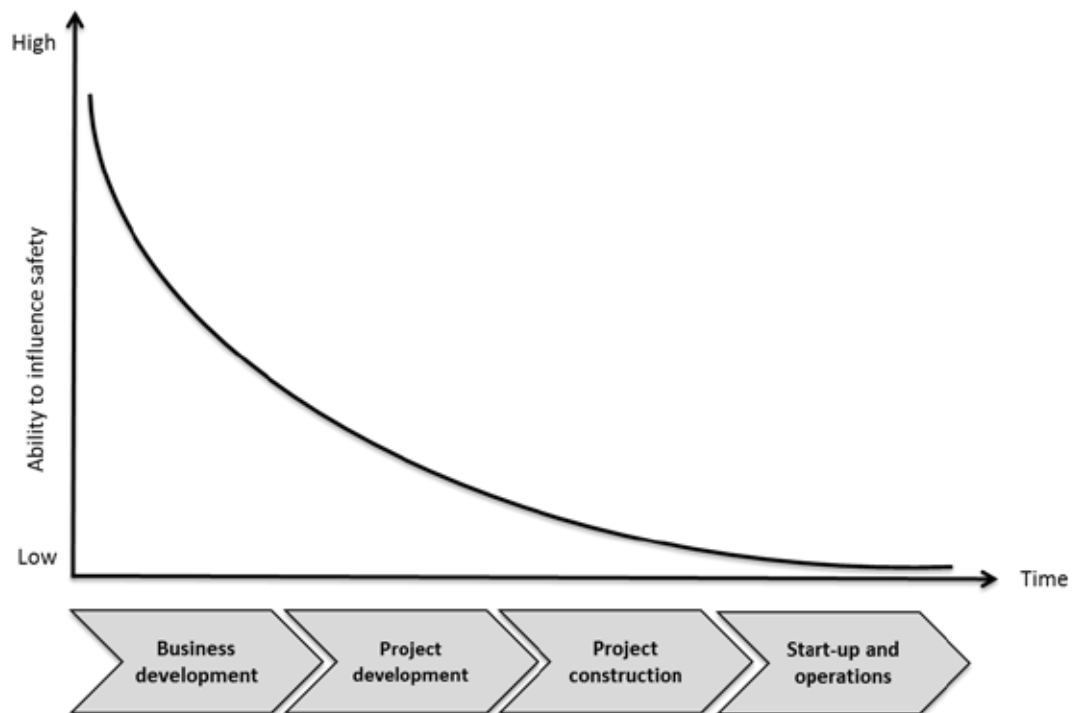 High
Ability to influence safety
Low
Time
Business
development
Project
development
Project
construction
Start-up and
operations